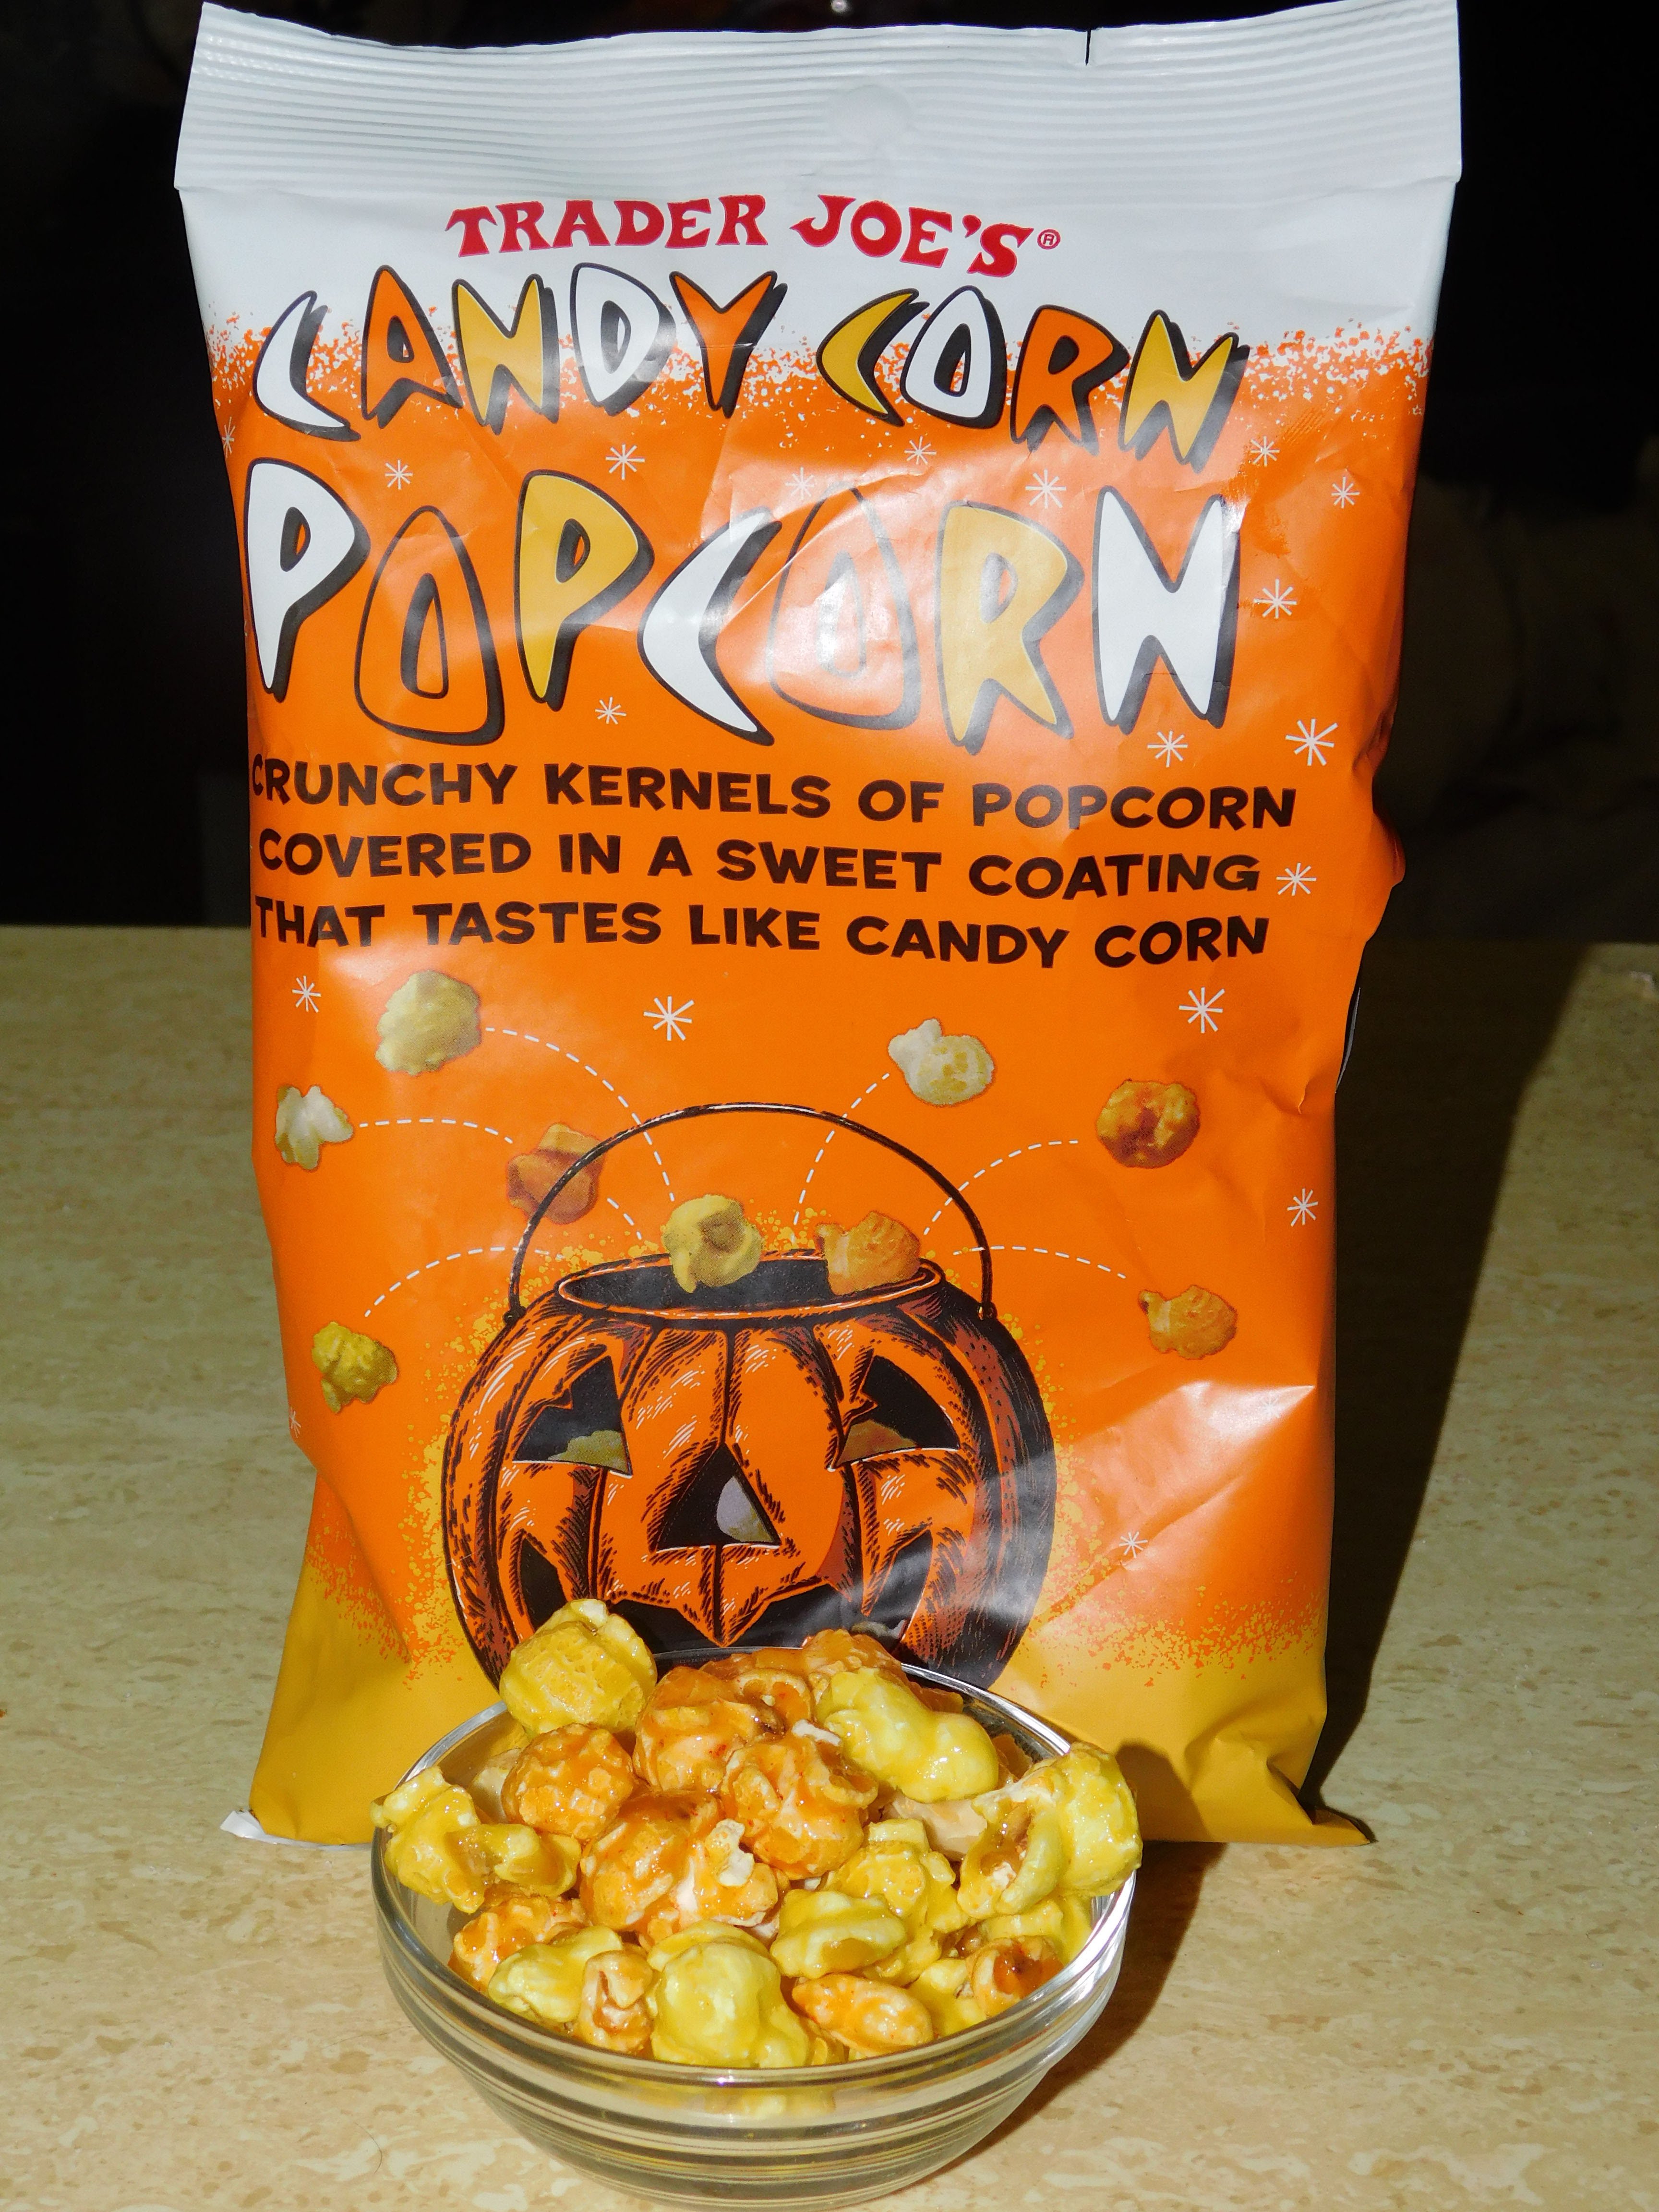 TRADER JOE'S®
CANDY CORN
POPCORN
CRUNCHY KERNELS OF POPCORN
COVERED IN A SWEET COATING
THAT TASTES LIKE CANDY CORN